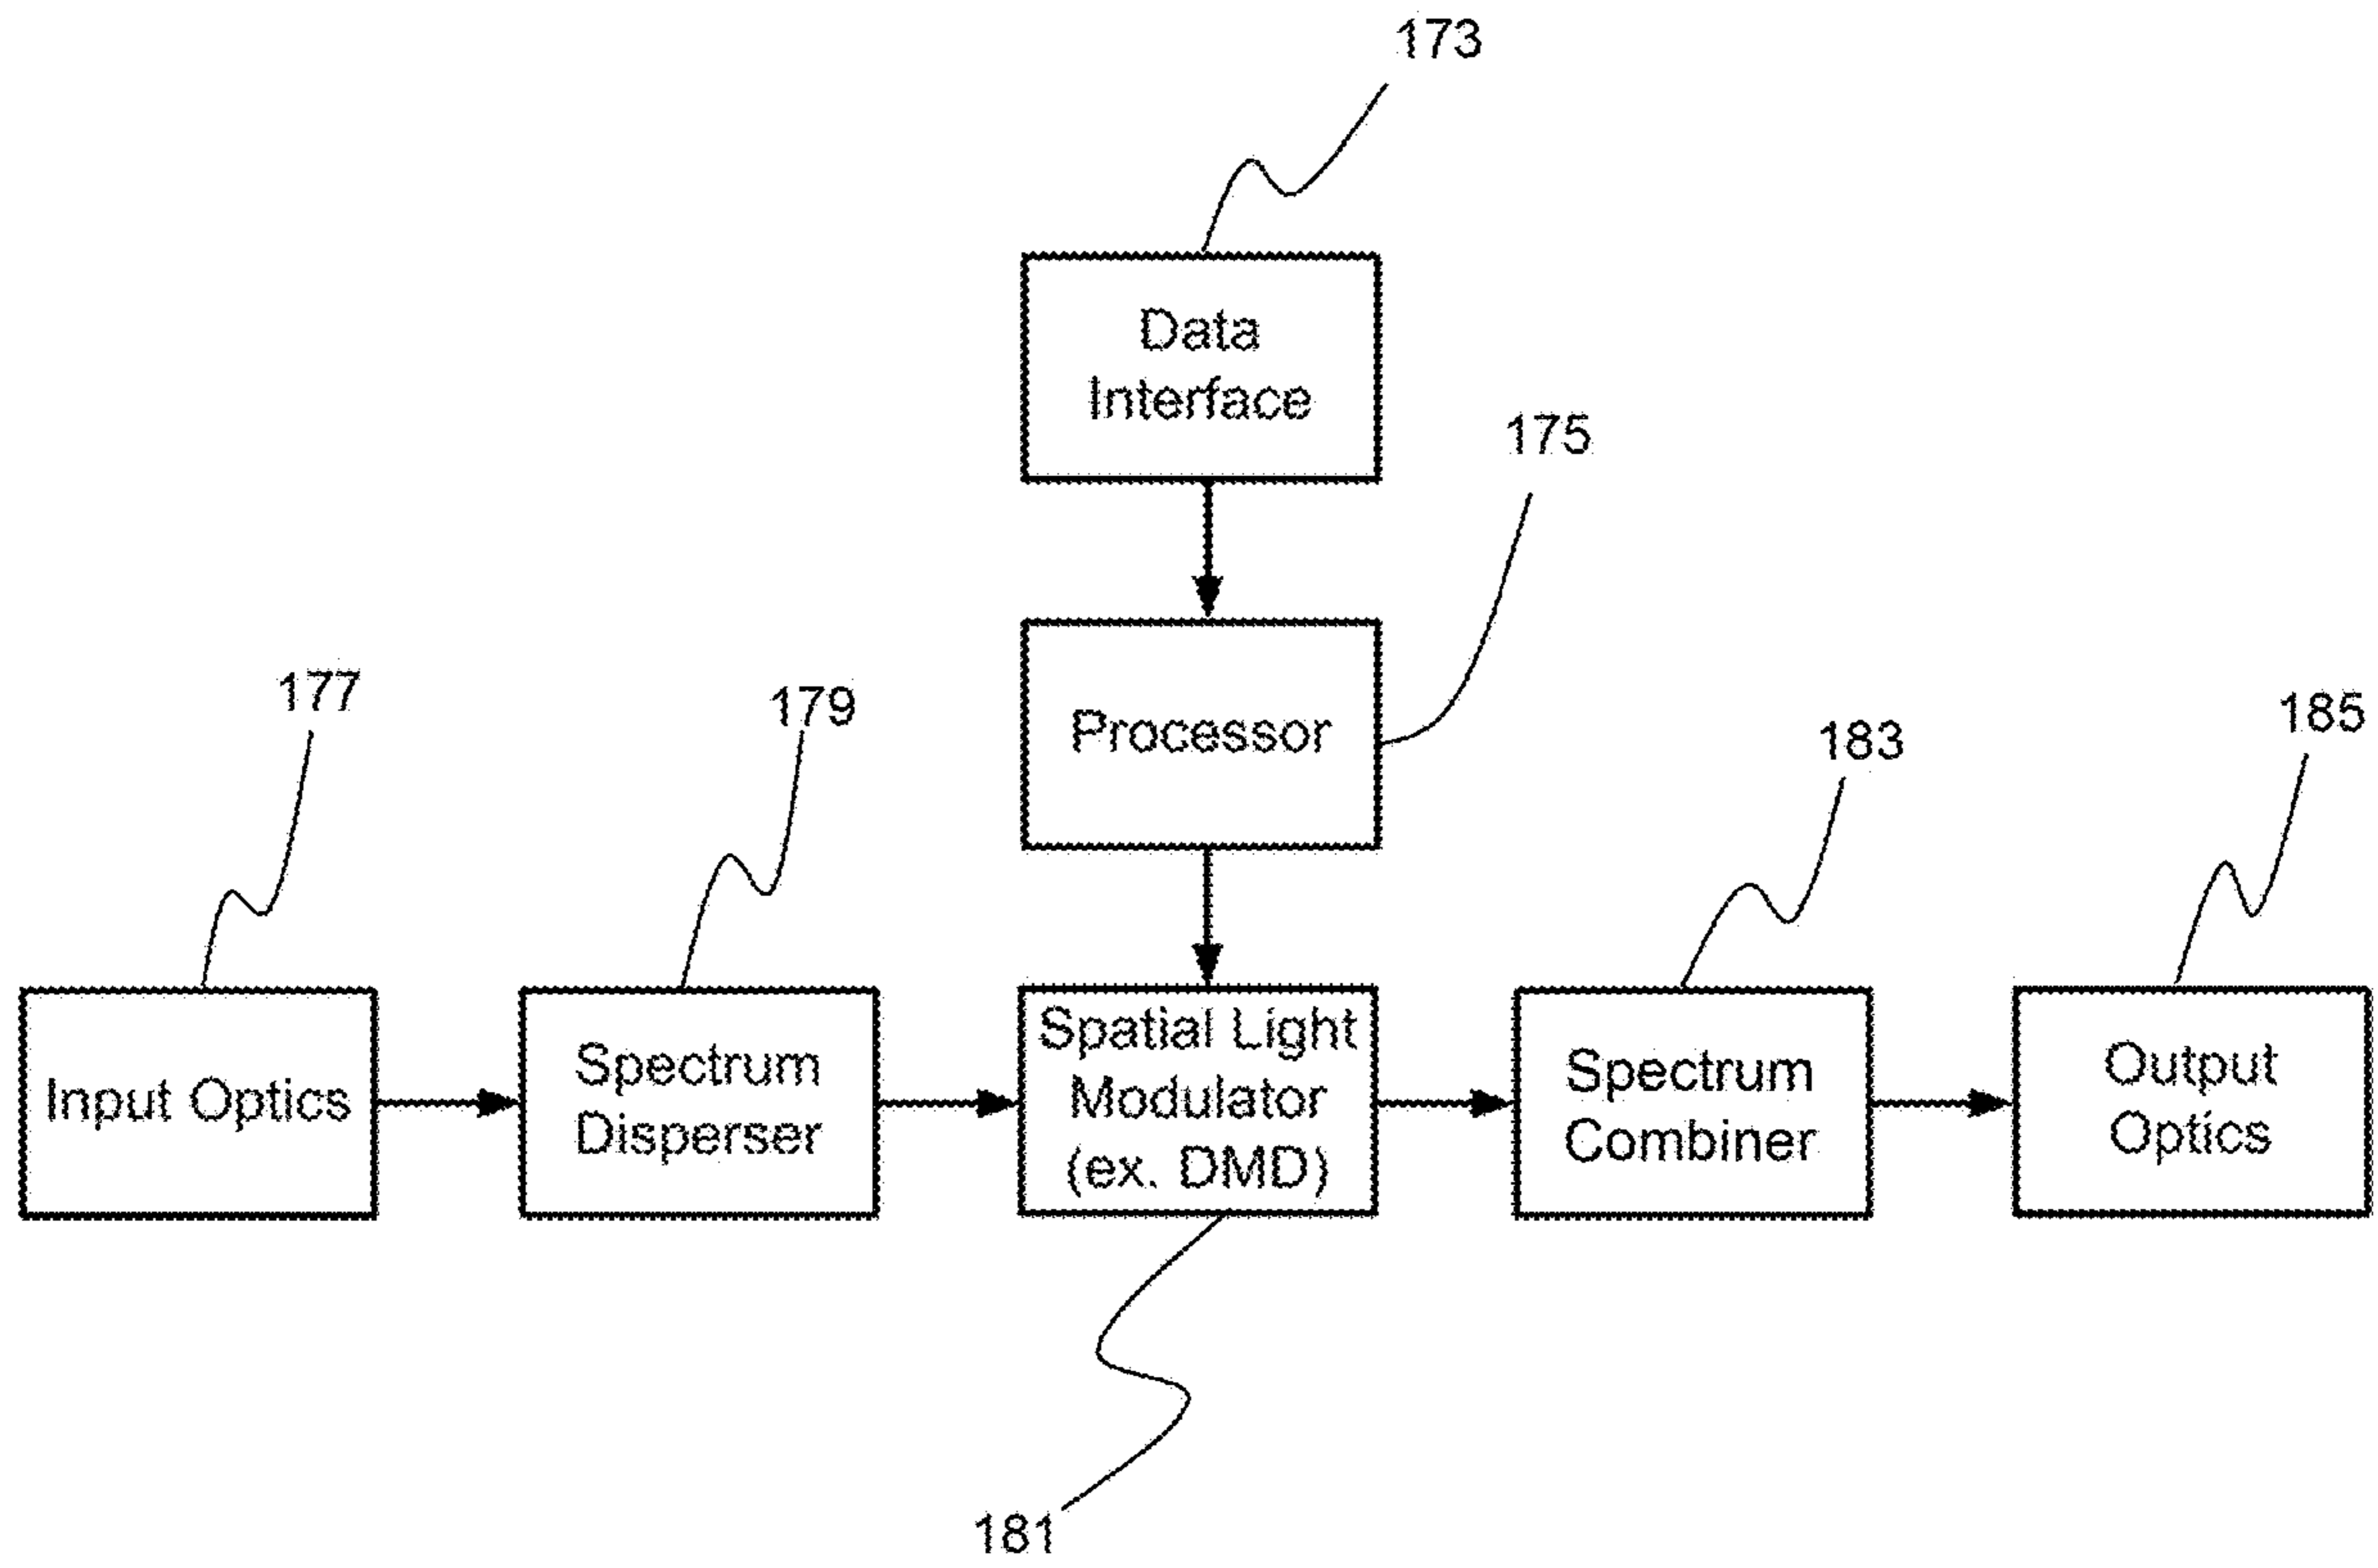 173
Data
Interface
175
Processor
177
179
183
185
Input Optics
Spectrum
Disperser
Spatial Light
Modulator
(ex. DMD)
Spectrum
Combiner
Output
Optics
181